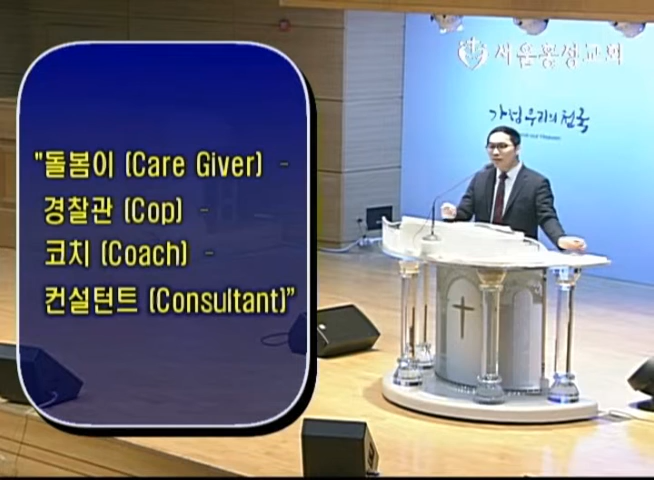 서울홍성교회
가정, 우리의 천국
"돌봄이 (Care Giver) -
경찰관 (Cop) -
코치 (Coach) -
컨설턴트 (Consultant)"